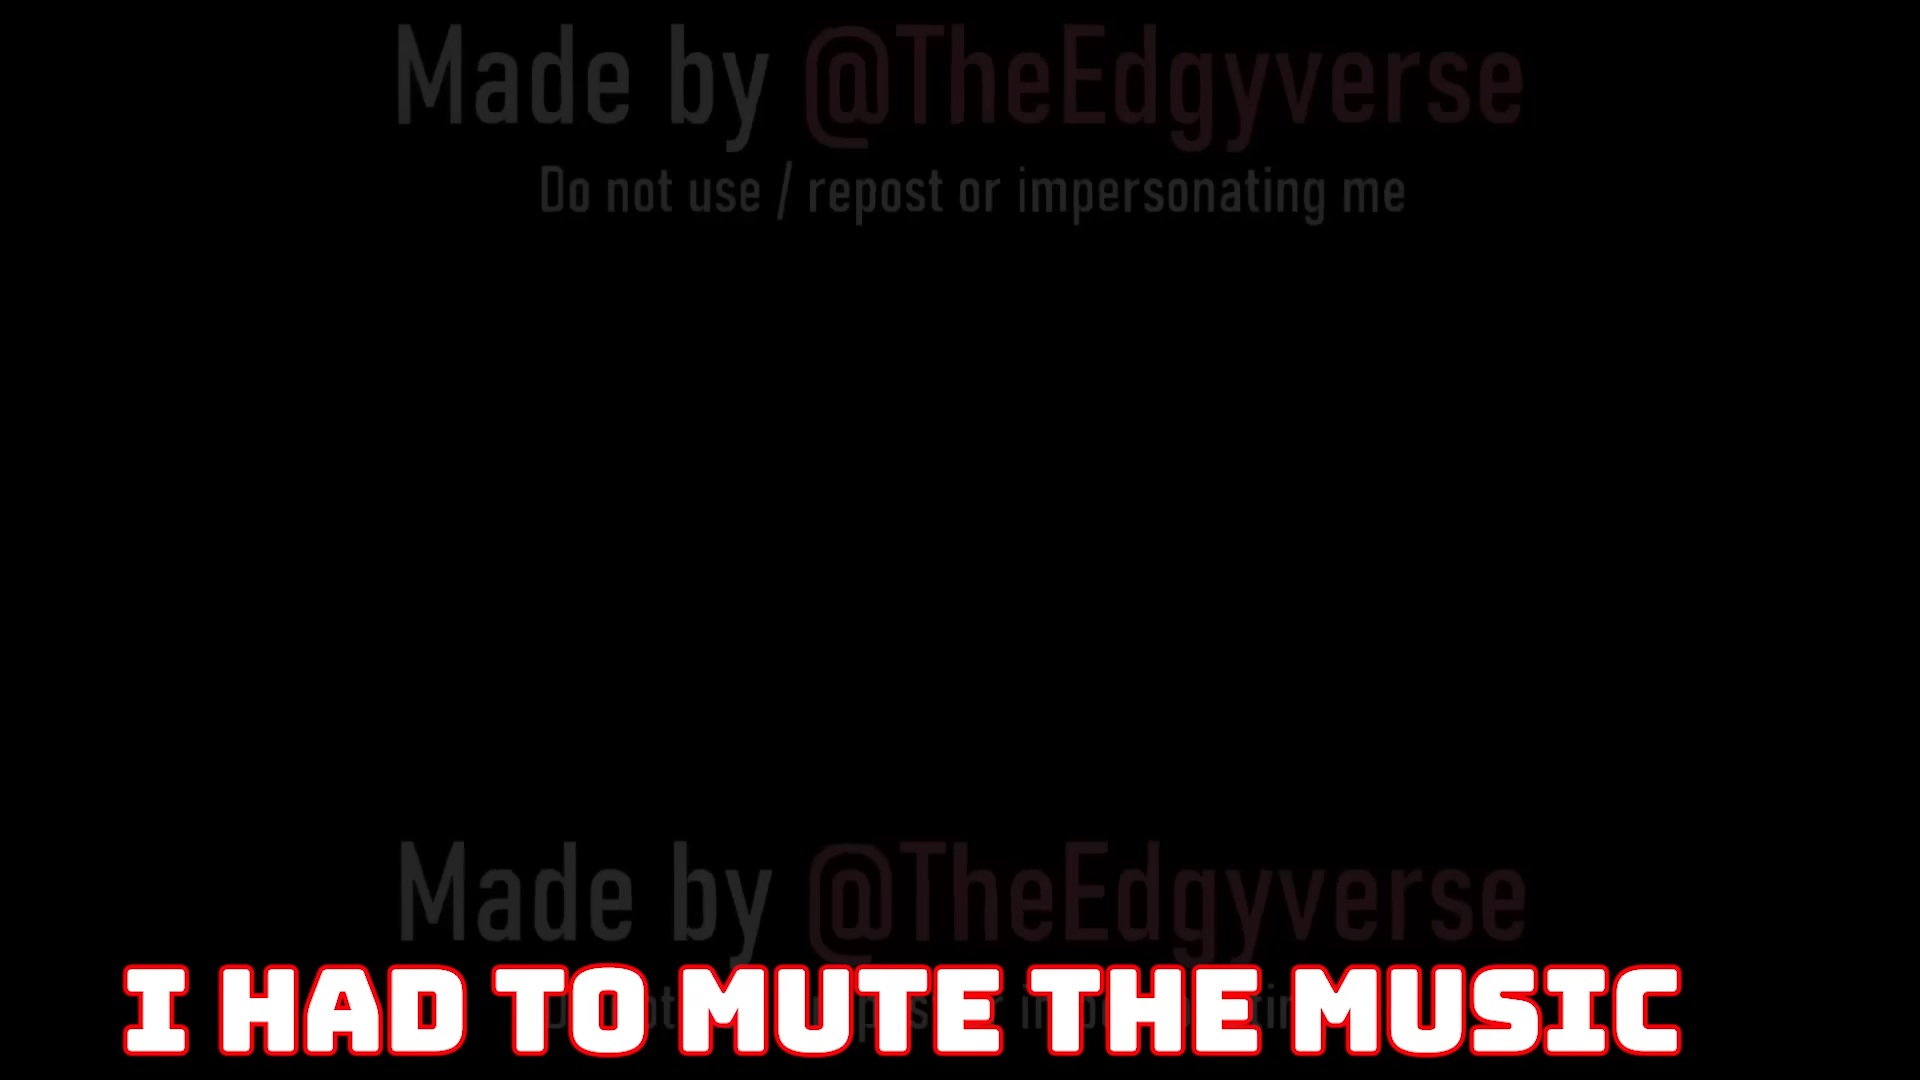 Made by @TheEdgyverse
Do not use / repost or impersonating me
Made by @TheEdgyverse
I HAD TO MUTE THE MUSIC